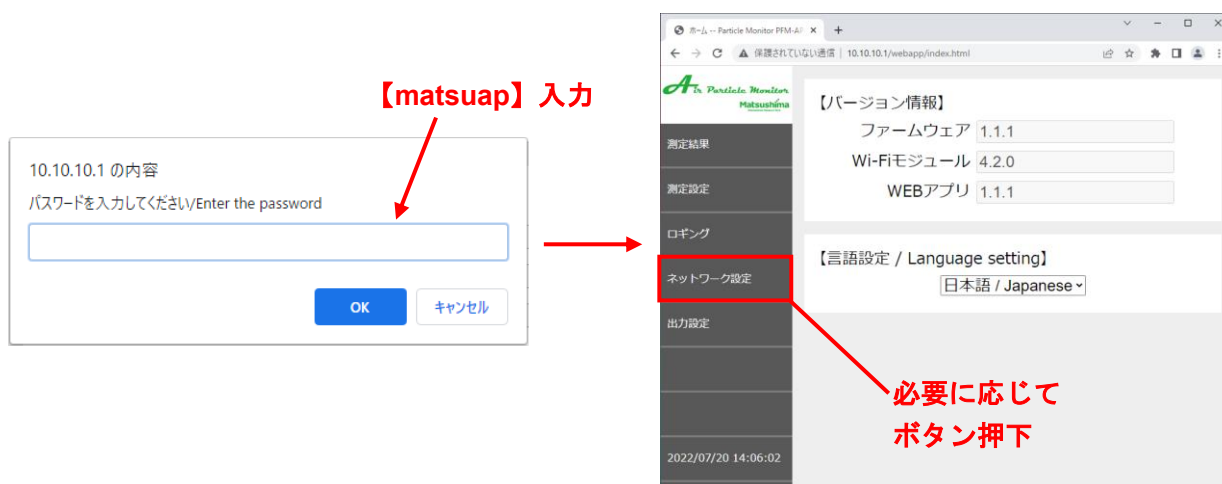 【matsuap】入力
10.10.10.1 の内容
パスワードを入力してください/Enter the password
OK
キャンセル
ホーム -- Particle Monitor PFM-AP
保護されていない通信 | 10.10.10.1/webapp/index.html
Air Particle Monitor
Matsushima
測定結果
測定設定
ロギング
ネットワーク設定
出力設定
2022/07/20 14:06:02
【バージョン情報】
ファームウェア 1.1.1
Wi-Fiモジュール 4.2.0
WEBアプリ 1.1.1
【言語設定 / Language setting】
日本語 / Japanese
必要に応じて
ボタン押下